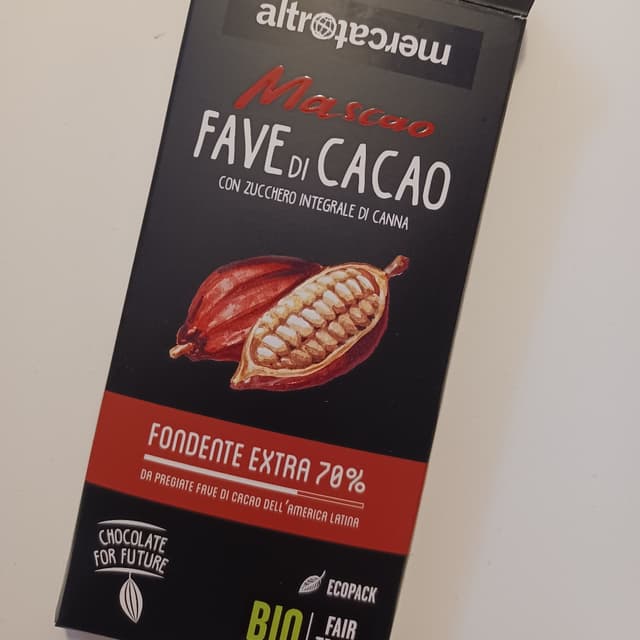 altromercato
Mascao
FAVE DI CACAO
CON ZUCCHERO INTEGRALE DI CANNA
FONDENTE EXTRA 70%
DA PREGIATE FAVE DI CACAO DELL'AMERICA LATINA
CHOCOLATE
FOR FUTURE
ECOPACK
BIO
FAIR